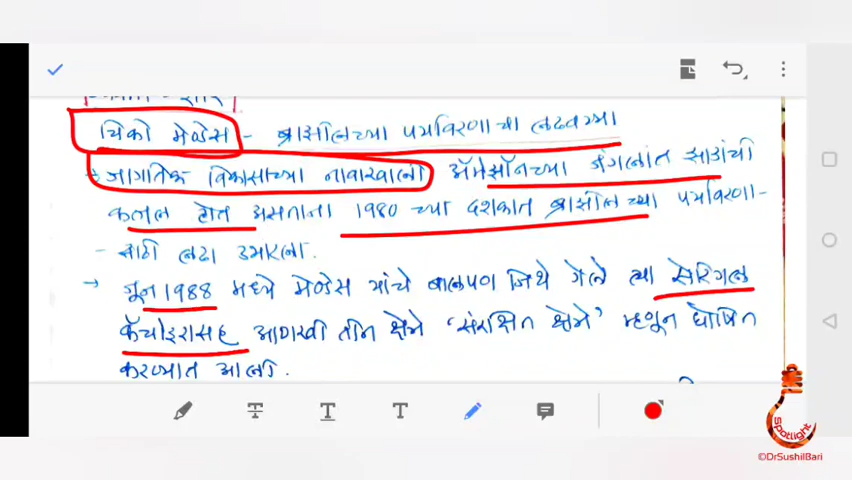 चिको मेंडेस - ब्राझीलच्या पर्यावरणाचा लढवय्या
→ जागतिक विकासाच्या नावाखाली अ‍ॅमेझॉनच्या जंगलांत झाडांची
कत्तल होत असताना 1980 च्या दशकात ब्राझीलच्या पर्यावरणा-
- साठी लढा उभारला.
→ जून 1988 मध्ये मेंडेस यांचे बालपण जिथे गेले त्या सेरिंगल
कॅचोइरासह आणखी तीन क्षेत्रे 'संरक्षित क्षेत्रे' म्हणून घोषित
करण्यात आली.
T T T
Spotlight
©DrSushilBari